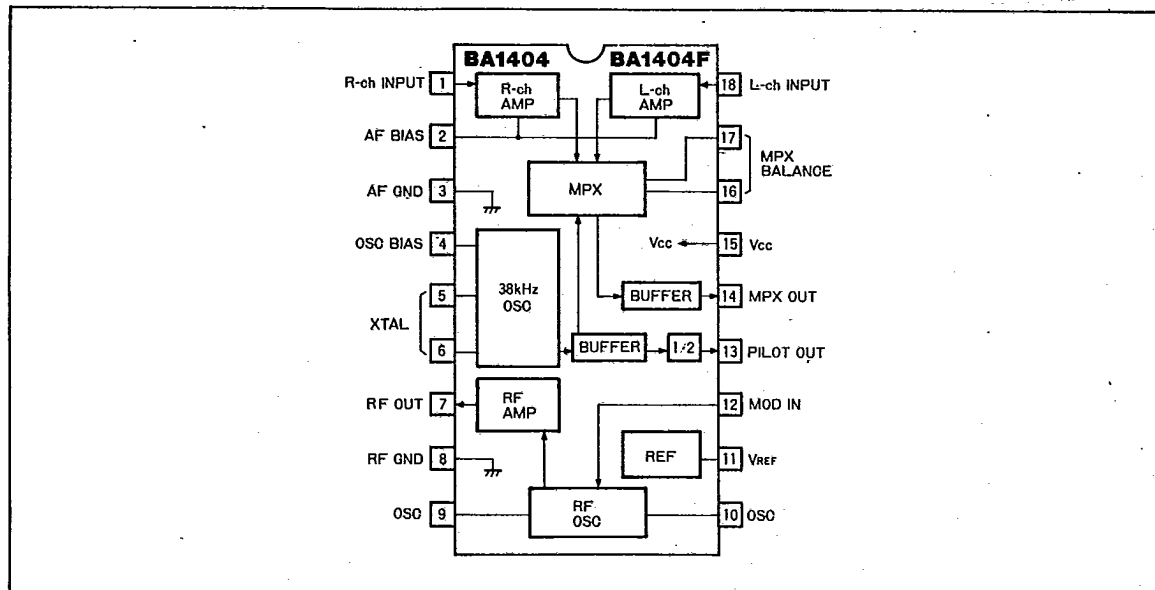 BA1404 BA1404F
R-ch INPUT 1
R-ch
AMP
L-ch
AMP
18 L-ch INPUT
AF BIAS 2
17
MPX
BALANCE
16
AF GND 3
MPX
OSC BIAS 4
Vcc
15 Vcc
5
XTAL
6
38kHz
OSC
BUFFER
14 MPX OUT
BUFFER
1/2
13 PILOT OUT
RF OUT 7
RF
AMP
12 MOD IN
RF GND 8
REF
11 VREF
OSC 9
RF
OSC
10 OSC